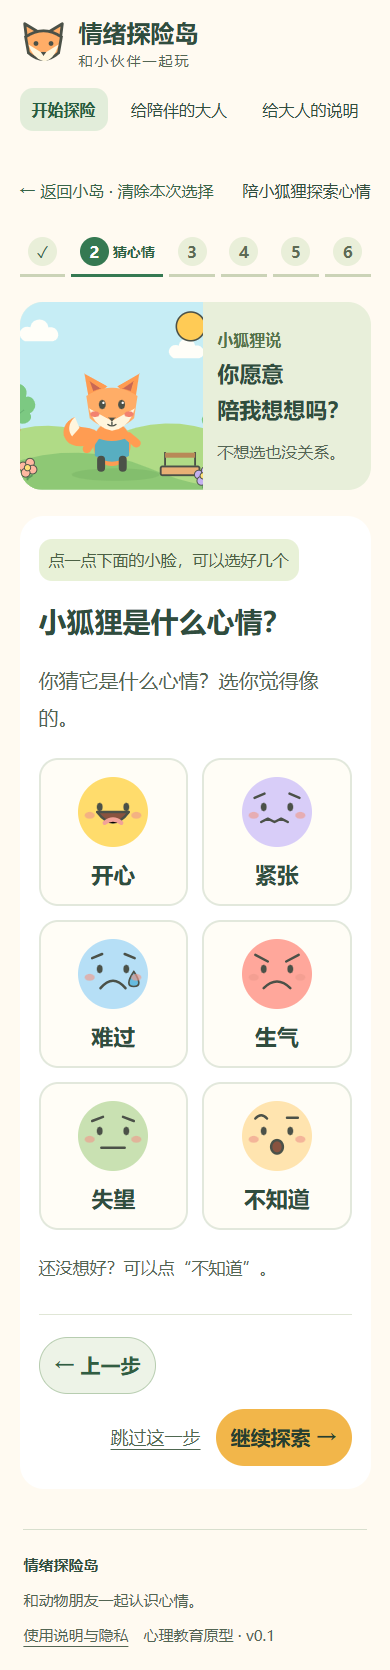 情绪探险岛
和小伙伴一起玩
开始探险 给陪伴的大人 给大人的说明
← 返回小岛 · 清除本次选择 陪小狐狸探索心情
✓ 2 猜心情 3 4 5 6
小狐狸说
你愿意
陪我想想吗？
不想选也没关系。
点一点下面的小脸，可以选好几个
小狐狸是什么心情？
你猜它是什么心情？选你觉得像
的。
开心 紧张
难过 生气
失望 不知道
还没想好？可以点“不知道”。
← 上一步
跳过这一步 继续探索 →
情绪探险岛
和动物朋友一起认识心情。
使用说明与隐私 心理教育原型 · v0.1